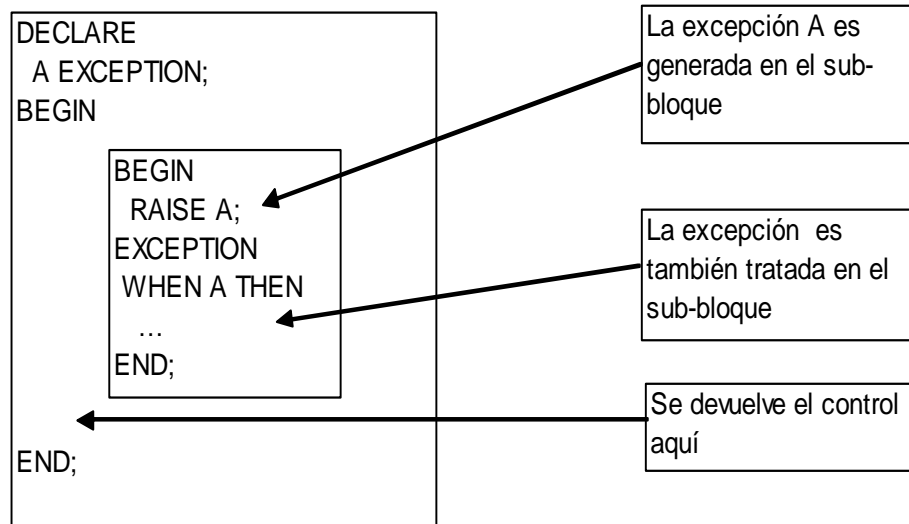 DECLARE
A EXCEPTION;
BEGIN
BEGIN
RAISE A;
EXCEPTION
WHEN A THEN
...
END;
END;
La excepción A es
generada en el sub-
bloque
La excepción es
también tratada en el
sub-bloque
Se devuelve el control
aquí